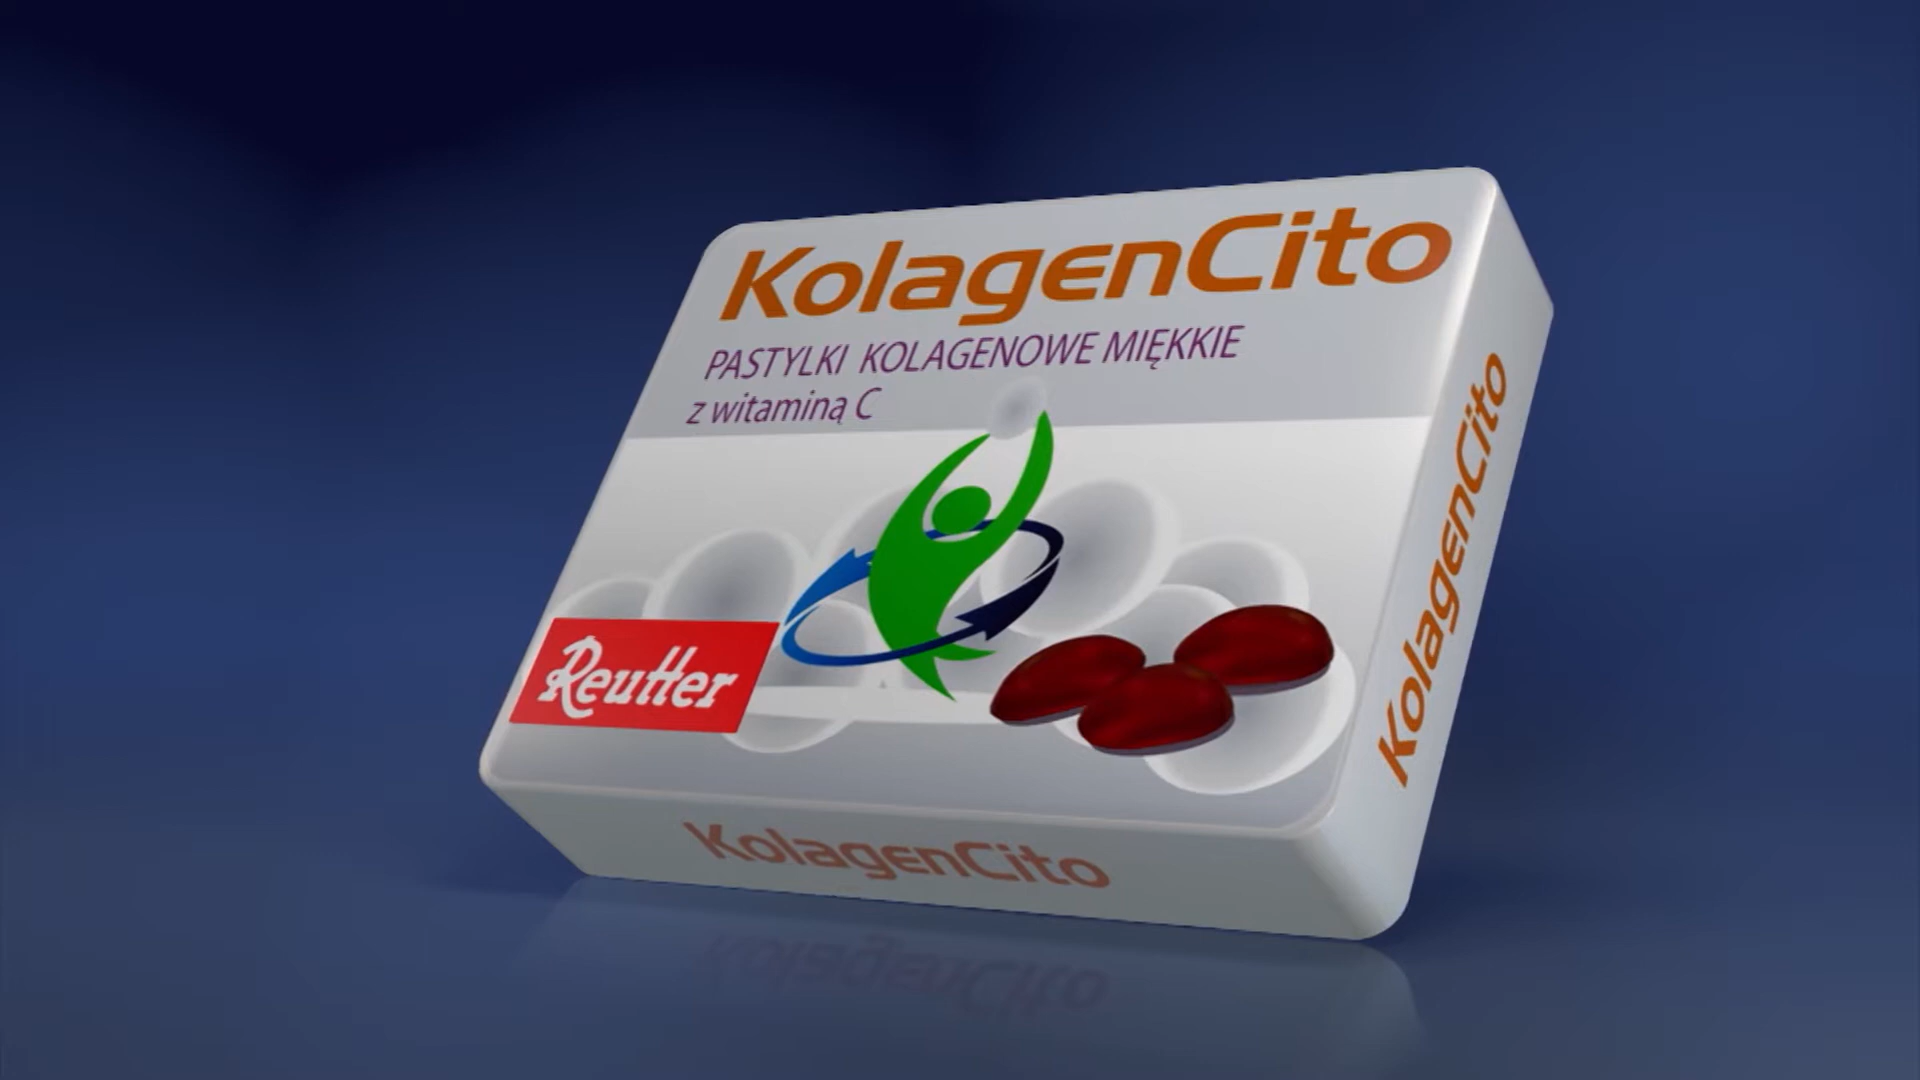 KolagenCito
PASTYLKI KOLAGENOWE MIĘKKIE
z witaminą C
Reutter
KolagenCito
KolagenCito